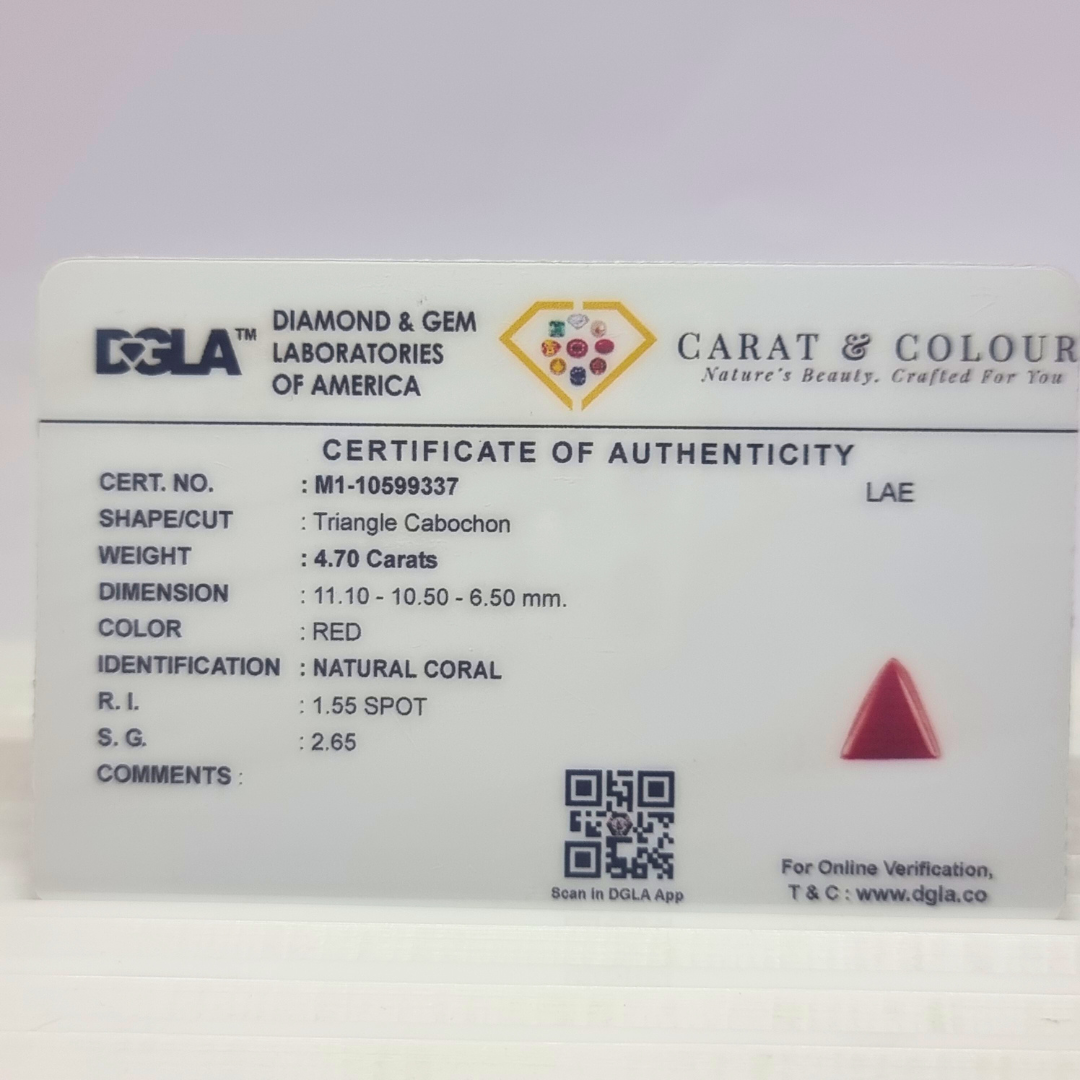 DGLA™
DIAMOND & GEM
LABORATORIES
OF AMERICA
CARAT & COLOUR
Nature's Beauty. Crafted For You
CERTIFICATE OF AUTHENTICITY
CERT. NO. : M1-10599337
LAE
SHAPE/CUT : Triangle Cabochon
WEIGHT : 4.70 Carats
DIMENSION : 11.10 - 10.50 - 6.50 mm.
COLOR : RED
IDENTIFICATION : NATURAL CORAL
R. I. : 1.55 SPOT
S. G. : 2.65
COMMENTS :
Scan in DGLA App
For Online Verification,
T & C : www.dgla.co